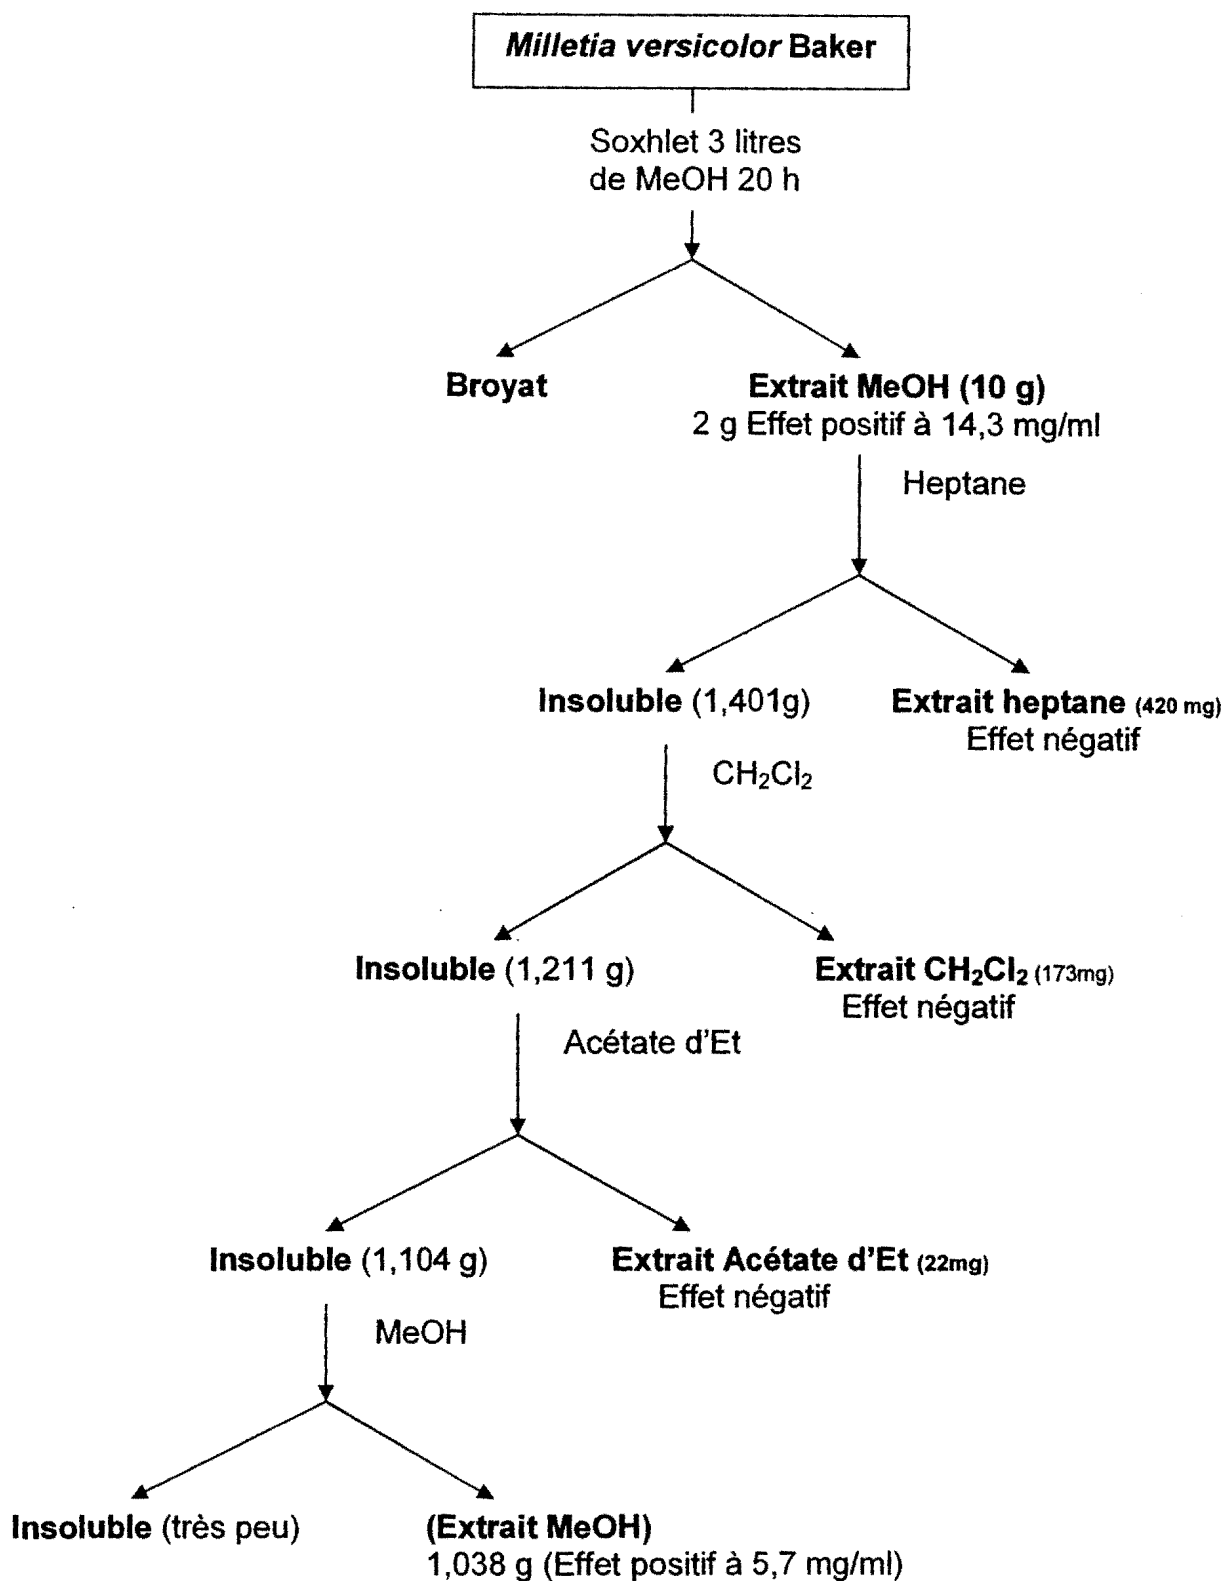 Milletia versicolor Baker
Soxhlet 3 litres
de MeOH 20 h
Broyat
Extrait MeOH (10 g)
2 g Effet positif à 14,3 mg/ml
Heptane
Insoluble (1,401g)
Extrait heptane (420 mg)
Effet négatif
CH₂Cl₂
Insoluble (1,211 g)
Extrait CH₂Cl₂ (173mg)
Effet négatif
Acétate d'Et
Insoluble (1,104 g)
Extrait Acétate d'Et (22mg)
Effet négatif
MeOH
Insoluble (très peu)
(Extrait MeOH)
1,038 g (Effet positif à 5,7 mg/ml)